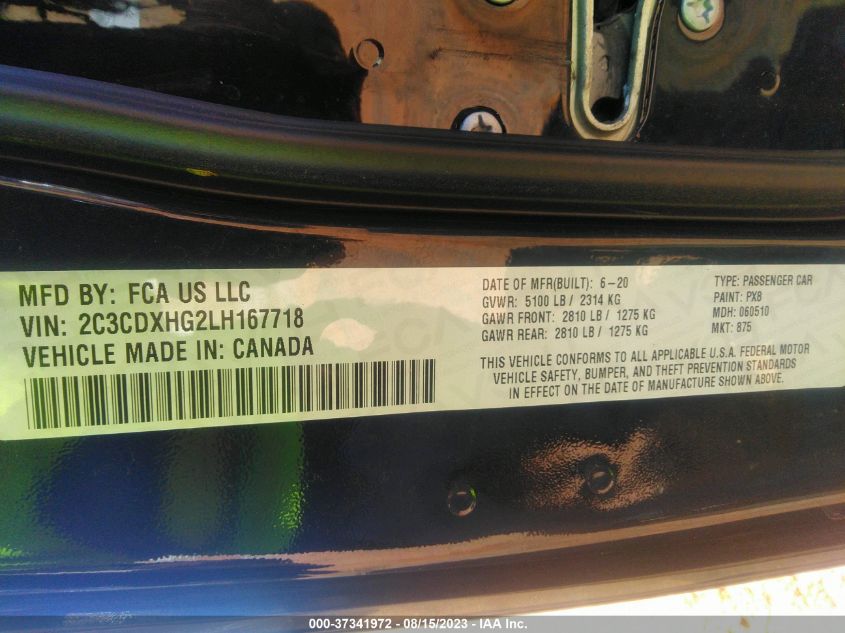 MFD BY: FCA US LLC
VIN: 2C3CDXHG2LH167718
VEHICLE MADE IN: CANADA
DATE OF MFR(BUILT): 6-20
GVWR: 5100 LB / 2314 KG
GAWR FRONT: 2810 LB / 1275 KG
GAWR REAR: 2810 LB / 1275 KG
TYPE: PASSENGER CAR
PAINT: PX8
MDH: 060510
MKT: 875
THIS VEHICLE CONFORMS TO ALL APPLICABLE U.S.A. FEDERAL MOTOR
VEHICLE SAFETY, BUMPER, AND THEFT PREVENTION STANDARDS
IN EFFECT ON THE DATE OF MANUFACTURE SHOWN ABOVE.
000-37341972 - 08/15/2023 - IAA Inc.